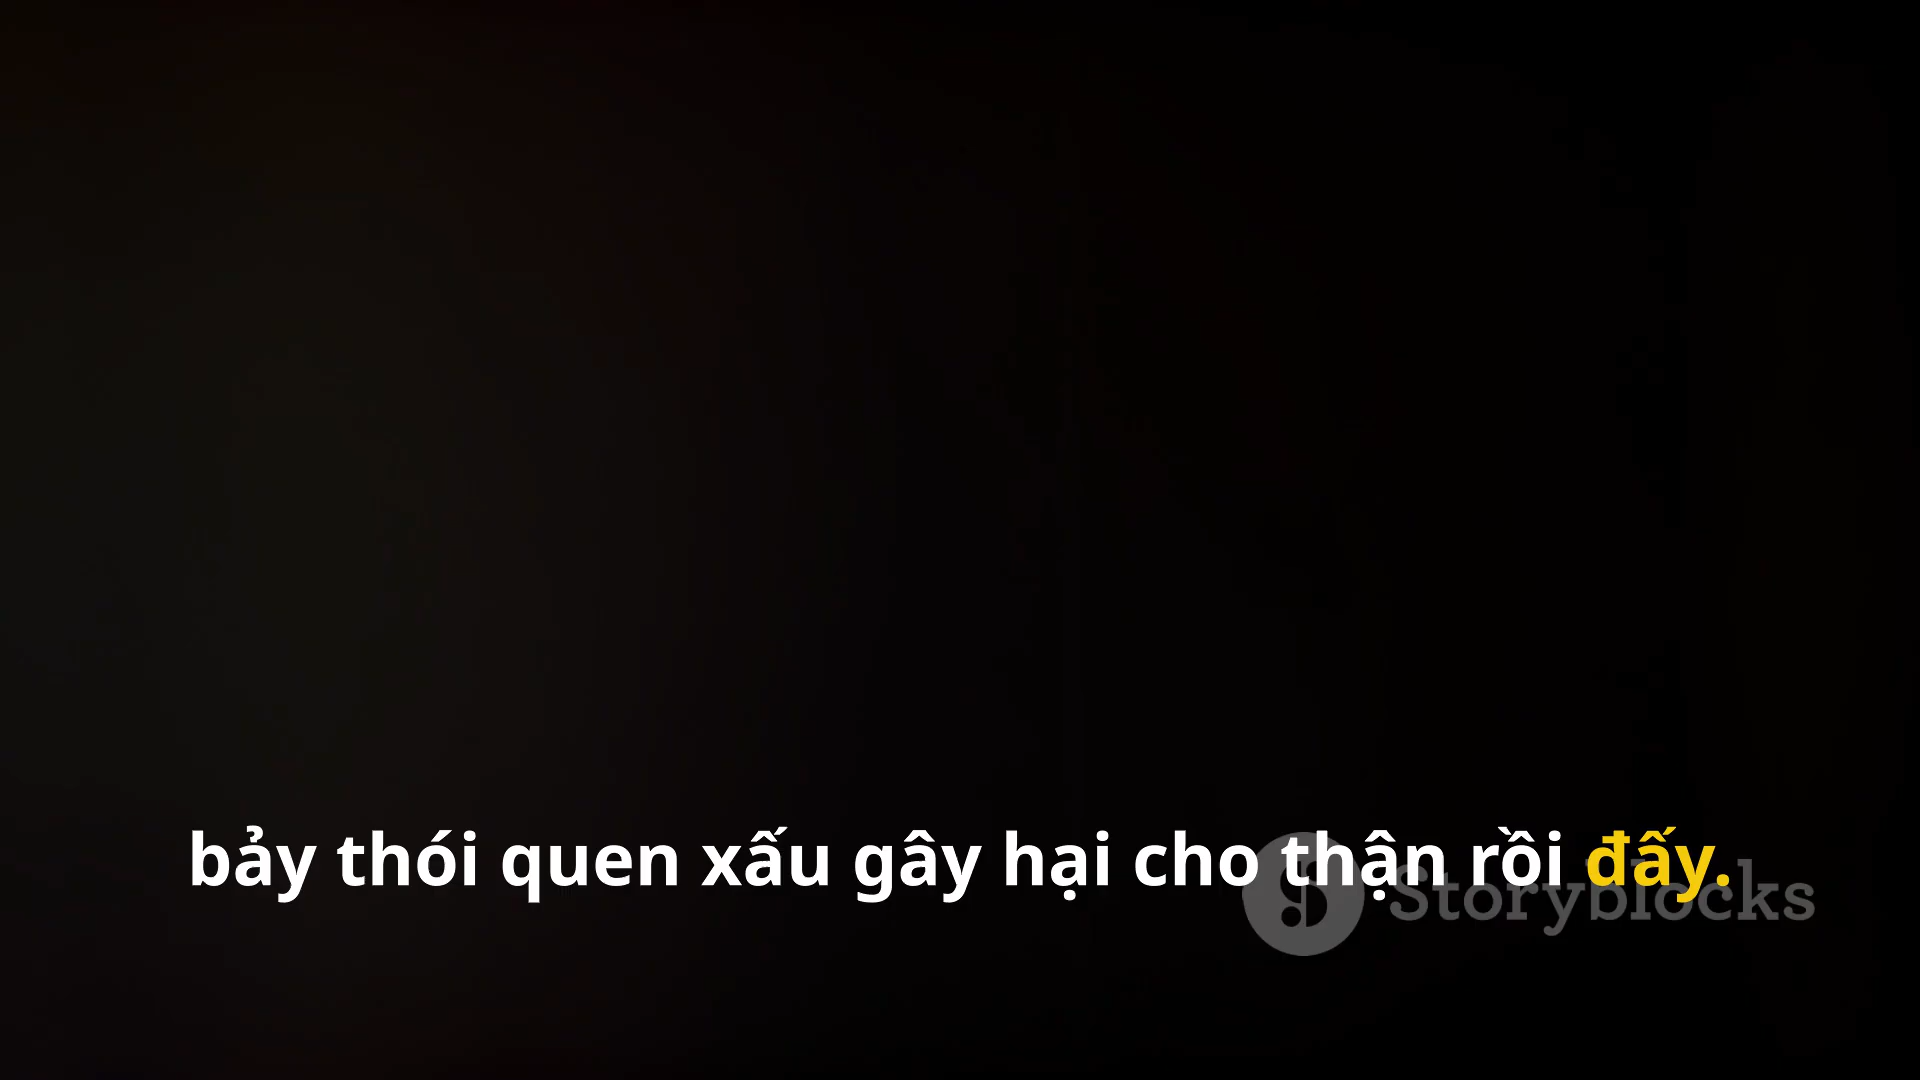 bảy thói quen xấu gây hại cho thận rồi đấy.
Storyblocks